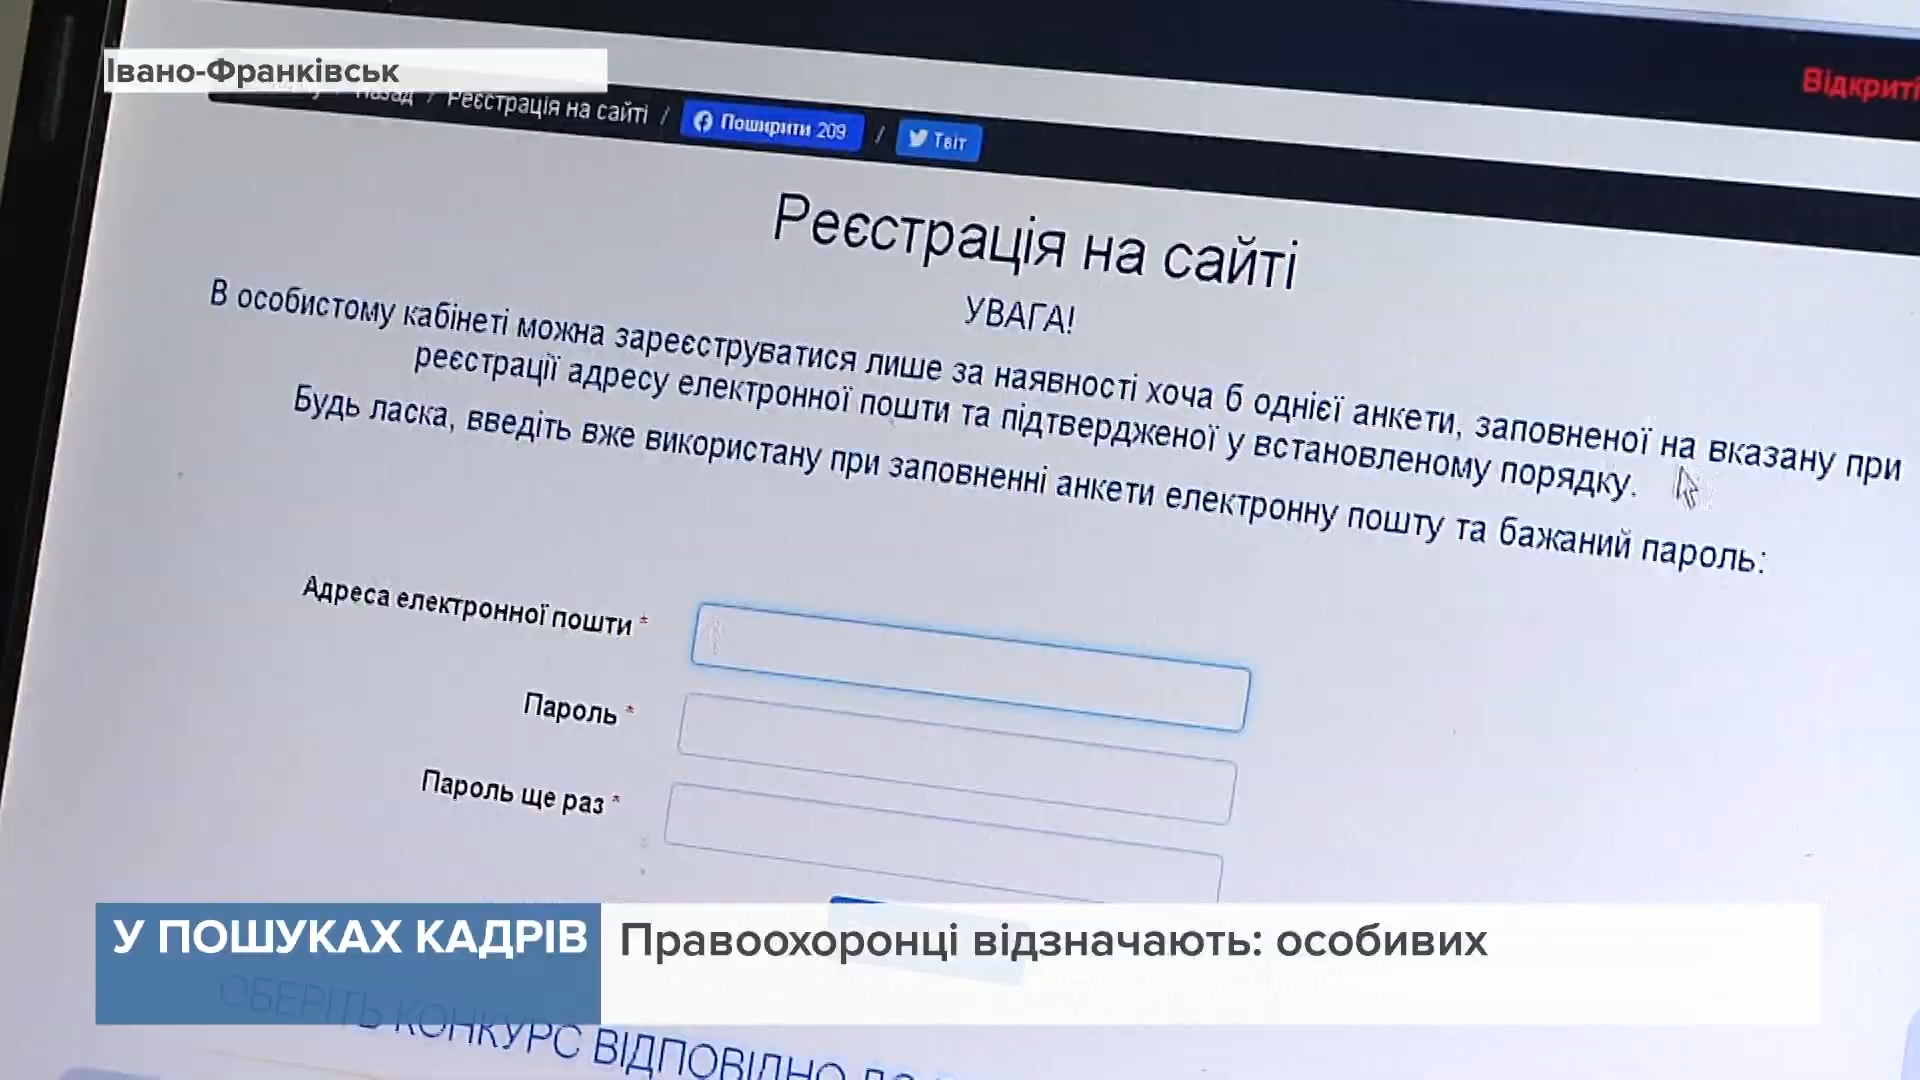 Івано-Франківськ
Відкриті
Назад / Реєстрація на сайті / Поширити 209 / Твіт
Реєстрація на сайті
УВАГА!
В особистому кабінеті можна зареєструватися лише за наявності хоча б однієї анкети, заповненої на вказану при
реєстрації адресу електронної пошти та підтвердженої у встановленому порядку.
Будь ласка, введіть вже використану при заповненні анкети електронну пошту та бажаний пароль:
Адреса електронної пошти *
Пароль *
Пароль ще раз *
У ПОШУКАХ КАДРІВ
Правоохоронці відзначають: особивих
ОБЕРІТЬ КОНКУРС ВІДПОВІДНО ДО